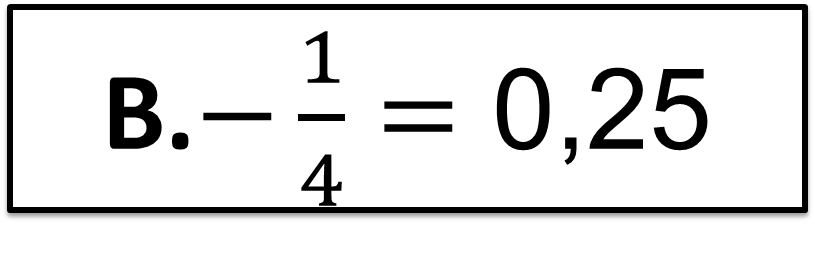 B. − 1/4 = 0,25